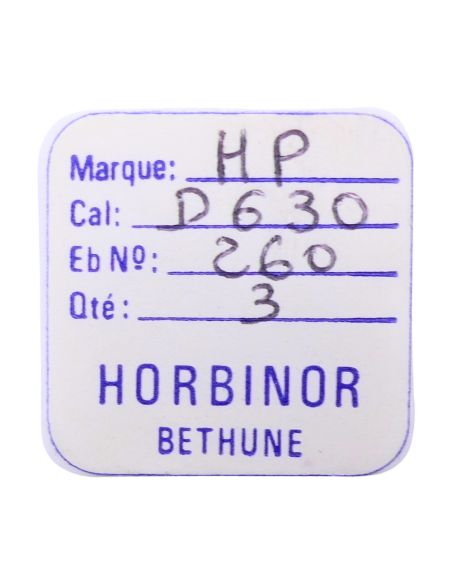 Marque: HP
Cal: D630
Eb Nº: 260
Qté: 3
HORBINOR
BETHUNE